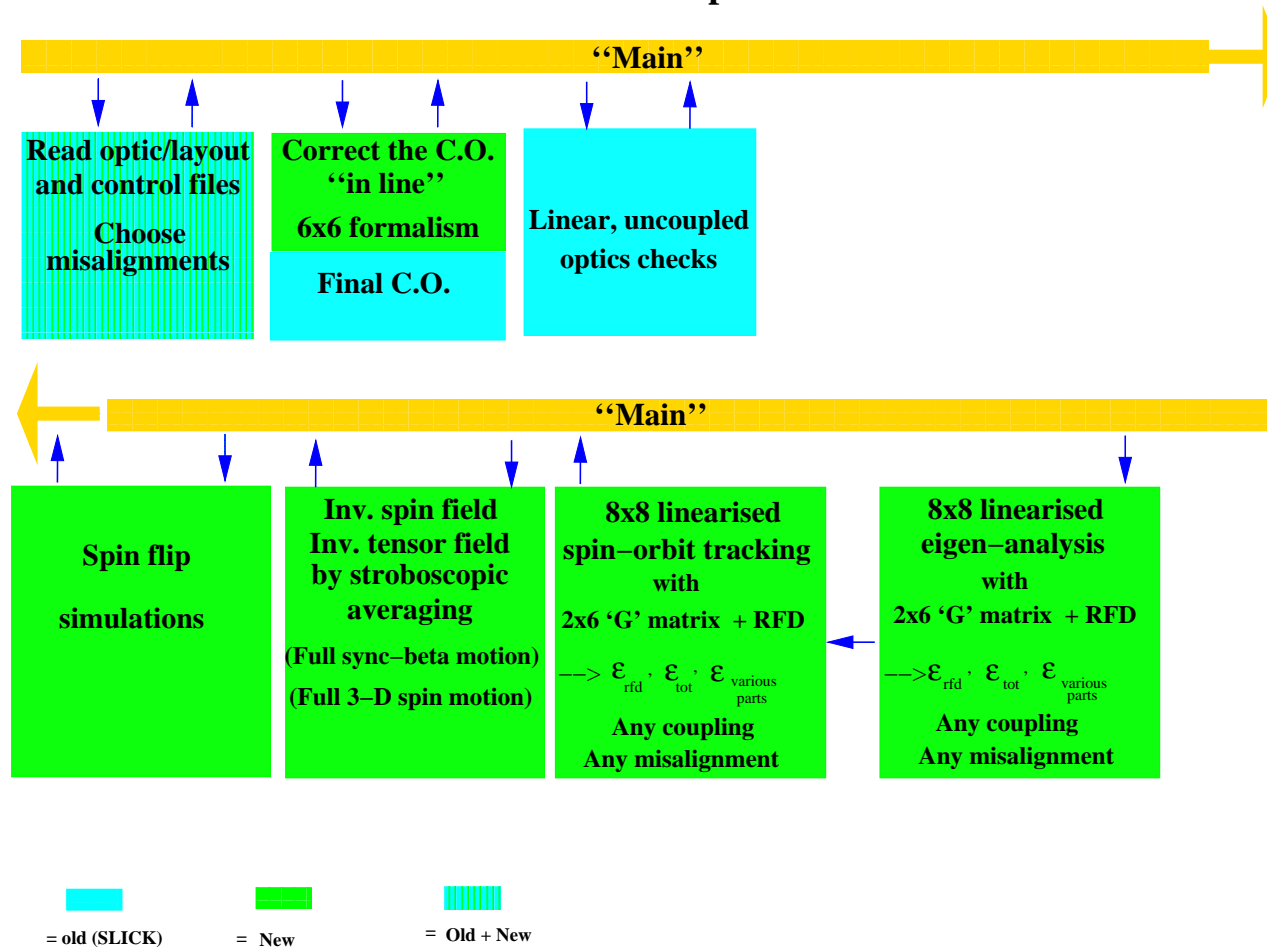 ‘‘Main’’
Read optic/layout
and control files
Choose
misalignments
Correct the C.O.
‘‘in line’’
6x6 formalism
Final C.O.
Linear, uncoupled
optics checks
‘‘Main’’
Spin flip
simulations
Inv. spin field
Inv. tensor field
by stroboscopic
averaging
(Full sync−beta motion)
(Full 3−D spin motion)
8x8 linearised
spin−orbit tracking
with
2x6 ‘G’ matrix + RFD
−−> ε rfd , ε tot , ε various parts
Any coupling
Any misalignment
8x8 linearised
eigen−analysis
with
2x6 ‘G’ matrix + RFD
−−> ε rfd , ε tot , ε various parts
Any coupling
Any misalignment
= old (SLICK)
= New
= Old + New